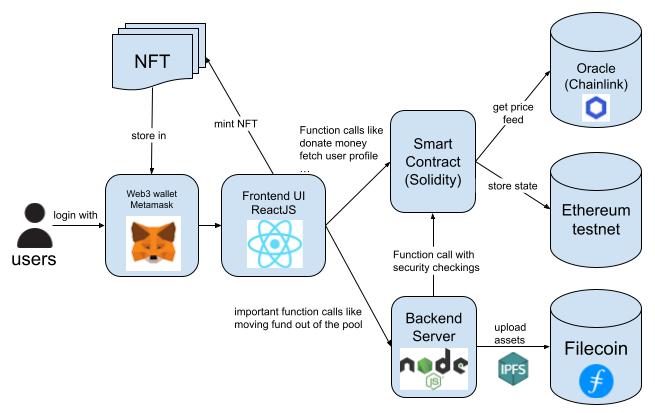 NFT
store in
mint NFT
users
login with
Web3 wallet
Metamask
Frontend UI
ReactJS
Function calls like
donate money
fetch user profile
...
important function calls like
moving fund out of the pool
Smart
Contract
(Solidity)
Function call with
security checkings
Backend
Server
node
JS
get price
feed
store state
upload
assets
IPFS
Oracle
(Chainlink)
Ethereum
testnet
Filecoin